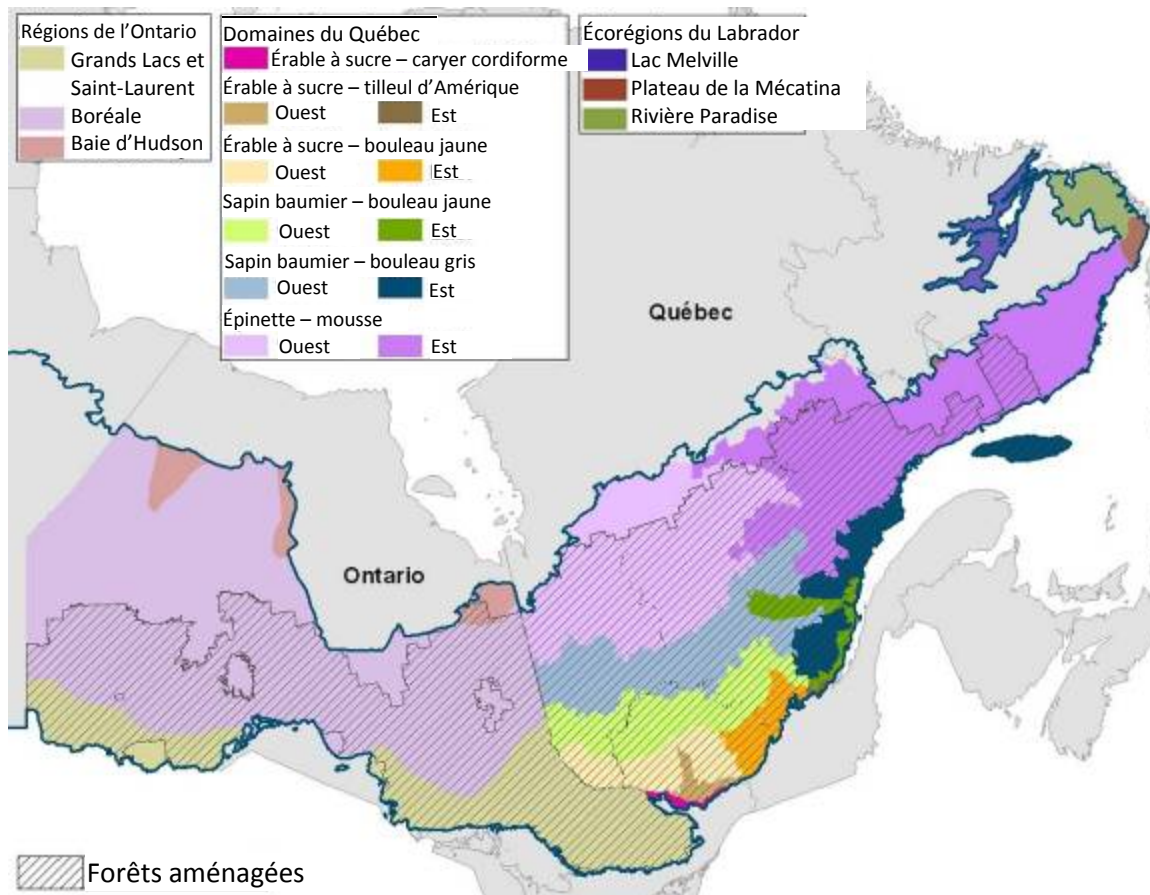 Régions de l'Ontario
Grands Lacs et
Saint-Laurent
Boréale
Baie d'Hudson
Domaines du Québec
Érable à sucre – caryer cordiforme
Érable à sucre – tilleul d'Amérique
Ouest Est
Érable à sucre – bouleau jaune
Ouest Est
Sapin baumier – bouleau jaune
Ouest Est
Sapin baumier – bouleau gris
Ouest Est
Épinette – mousse
Ouest Est
Écorégions du Labrador
Lac Melville
Plateau de la Mécatina
Rivière Paradise
Québec
Ontario
Forêts aménagées